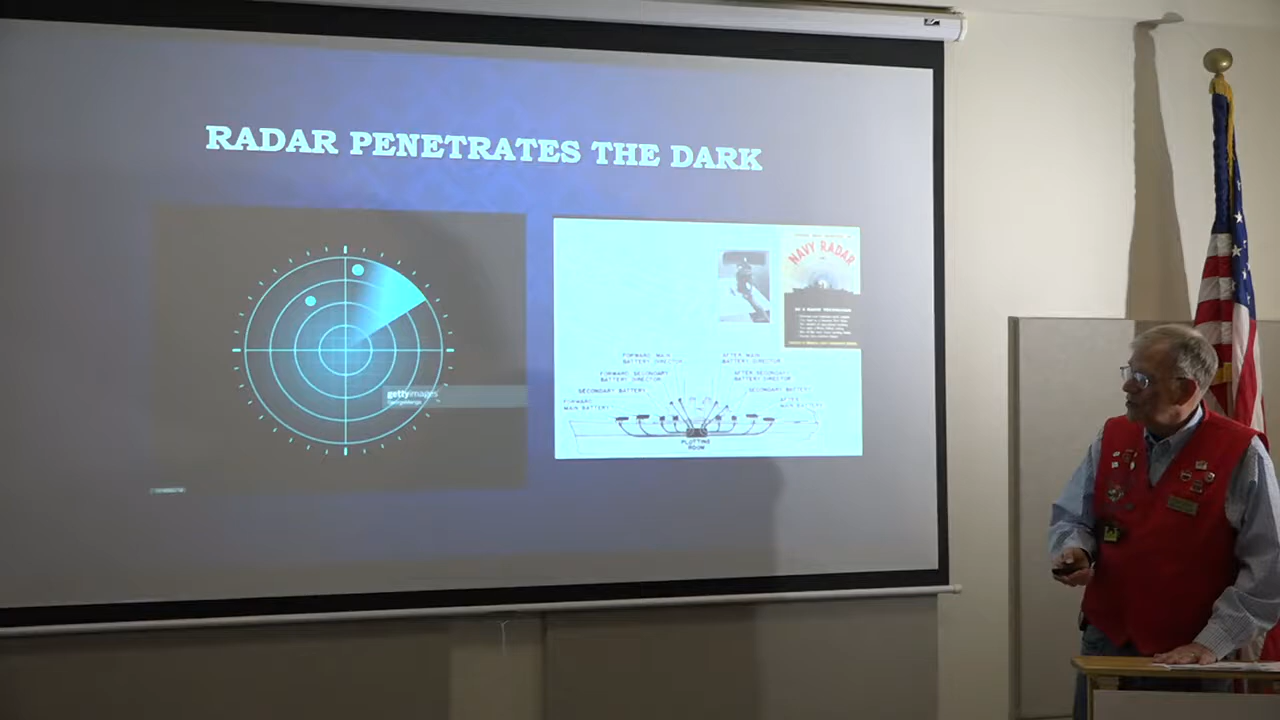 RADAR PENETRATES THE DARK
gettyimages
NAVY RADAR
FORWARD MAIN
BATTERY DIRECTOR
AFTER MAIN
BATTERY DIRECTOR
FORWARD SECONDARY
BATTERY DIRECTOR
AFTER SECONDARY
BATTERY DIRECTOR
SECONDARY BATTERY
SECONDARY BATTERY
FORWARD
MAIN BATTERY
AFTER
MAIN BATTERY
PLOTTING
ROOM